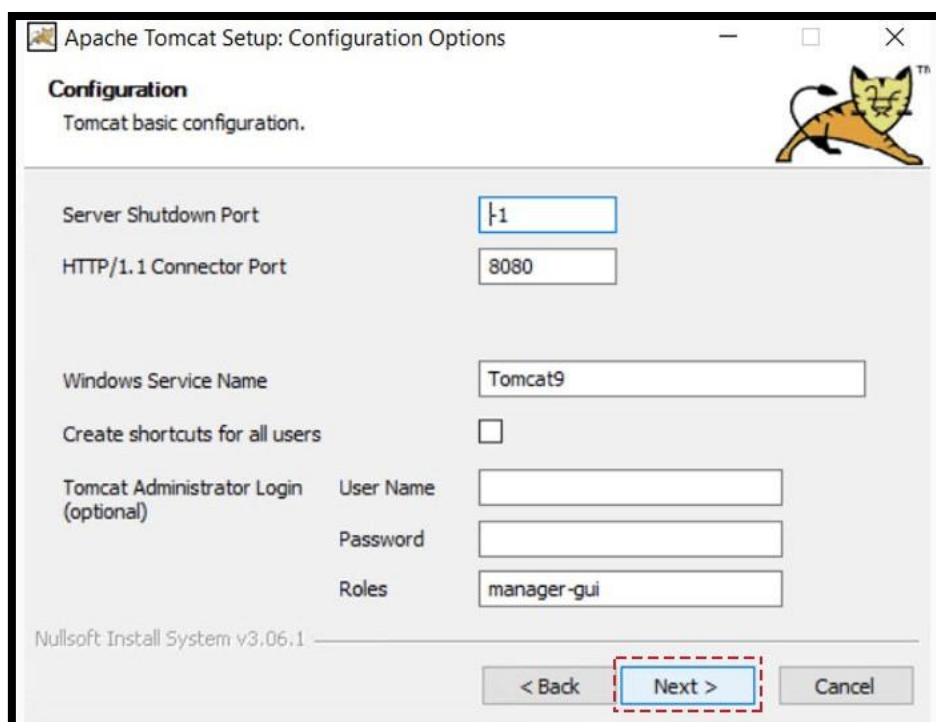 Apache Tomcat Setup: Configuration Options
Configuration
Tomcat basic configuration.
TM
Server Shutdown Port -1
HTTP/1.1 Connector Port 8080
Windows Service Name Tomcat9
Create shortcuts for all users
Tomcat Administrator Login User Name
(optional)
Password
Roles manager-gui
Nullsoft Install System v3.06.1
< Back Next > Cancel